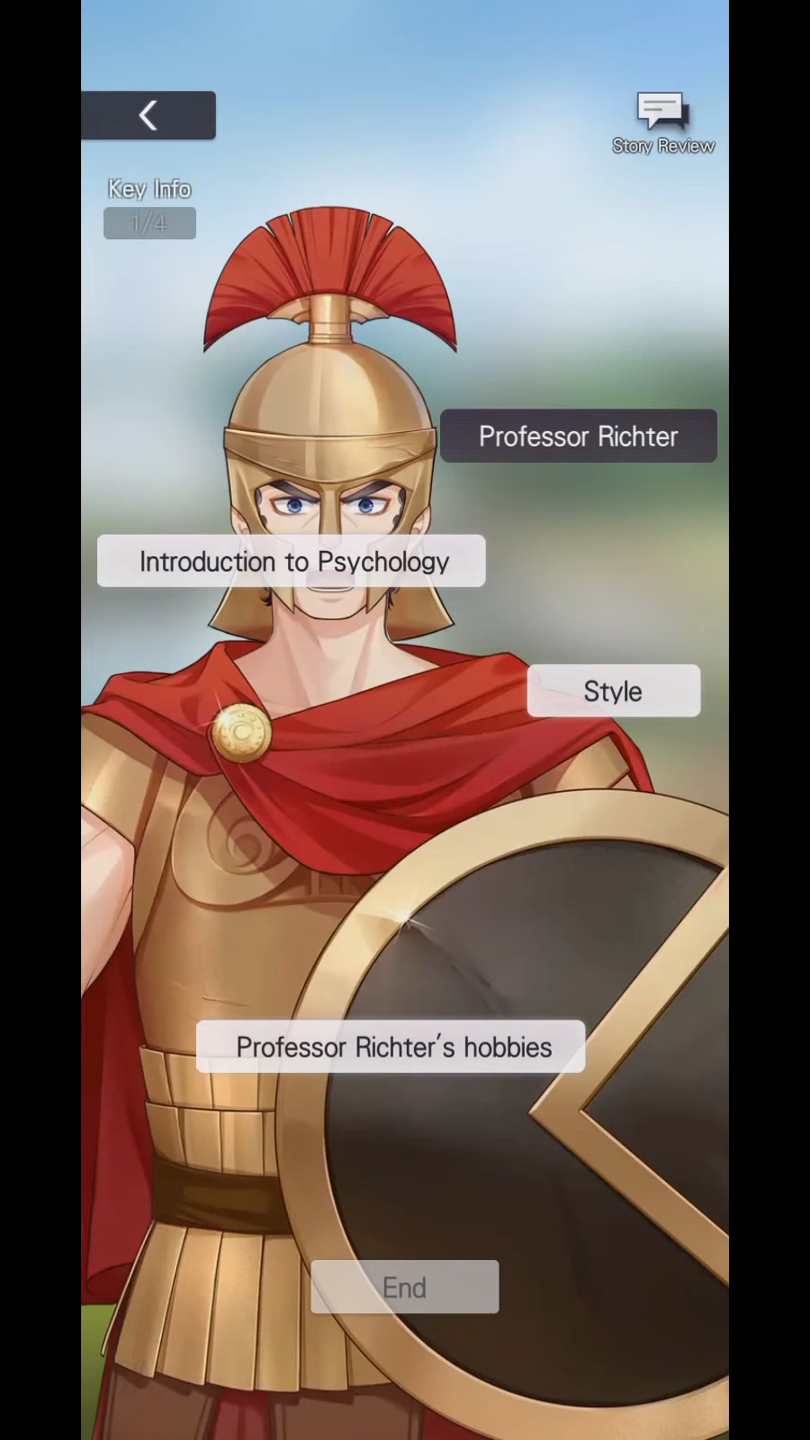 Story Review
Key Info
1/4
Professor Richter
Introduction to Psychology
Style
Professor Richter's hobbies
End